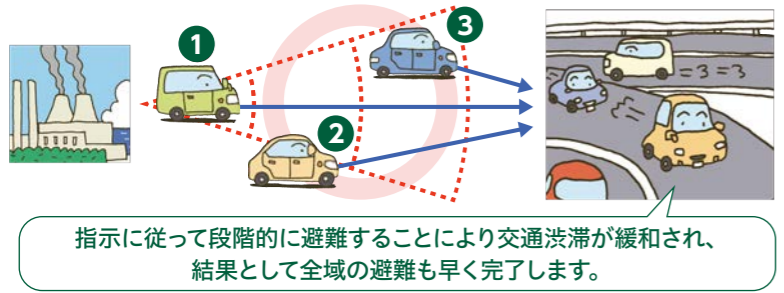 1
2
3
=3 =3
指示に従って段階的に避難することにより交通渋滞が緩和され、
結果として全域の避難も早く完了します。